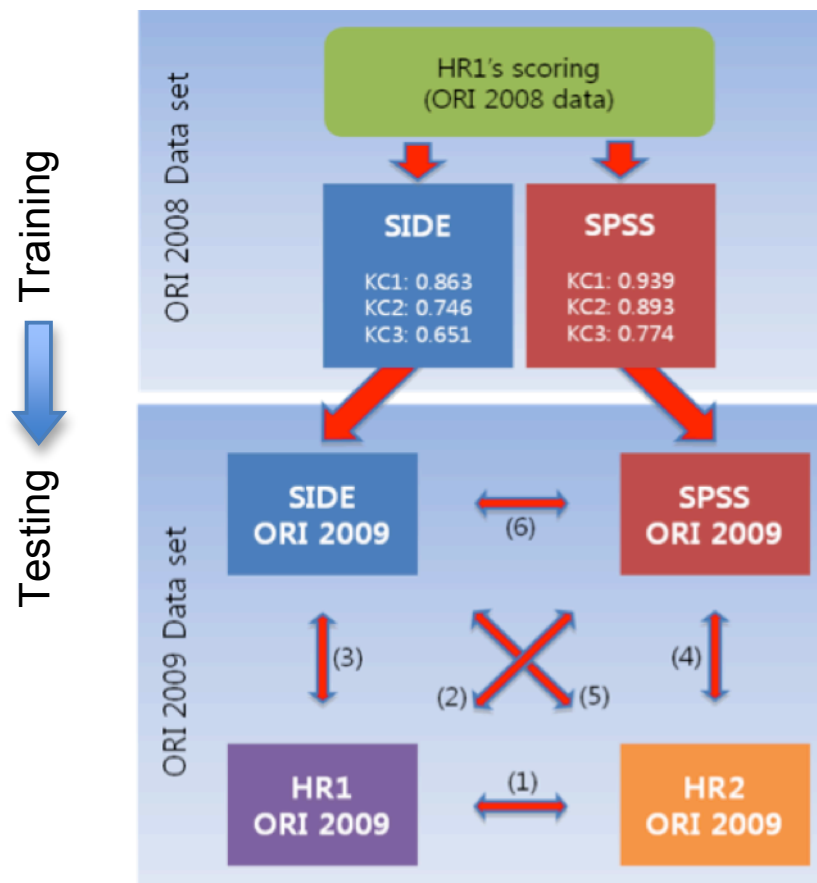 Training
Testing
ORI 2008 Data set
HR1's scoring
(ORI 2008 data)
SIDE
KC1: 0.863
KC2: 0.746
KC3: 0.651
SPSS
KC1: 0.939
KC2: 0.893
KC3: 0.774
ORI 2009 Data set
SIDE
ORI 2009
(6)
SPSS
ORI 2009
(3)
(2)
(5)
(4)
HR1
ORI 2009
(1)
HR2
ORI 2009